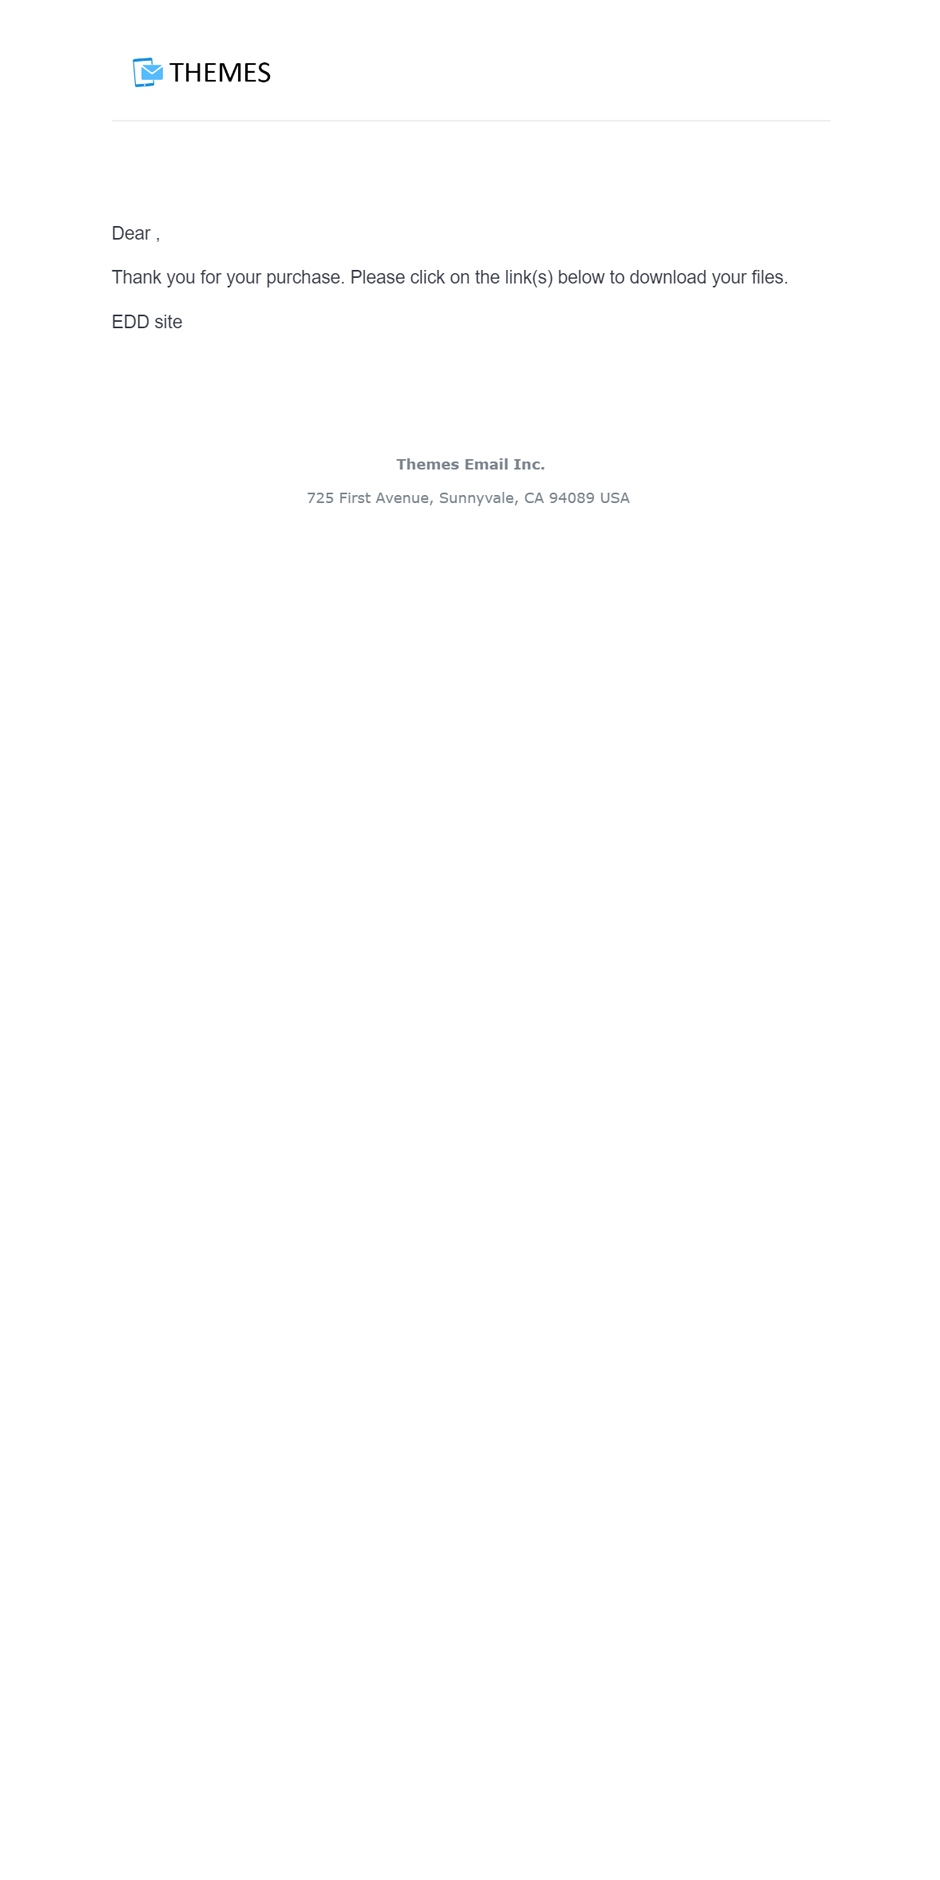 THEMES
Dear ,
Thank you for your purchase. Please click on the link(s) below to download your files.
EDD site
Themes Email Inc.
725 First Avenue, Sunnyvale, CA 94089 USA